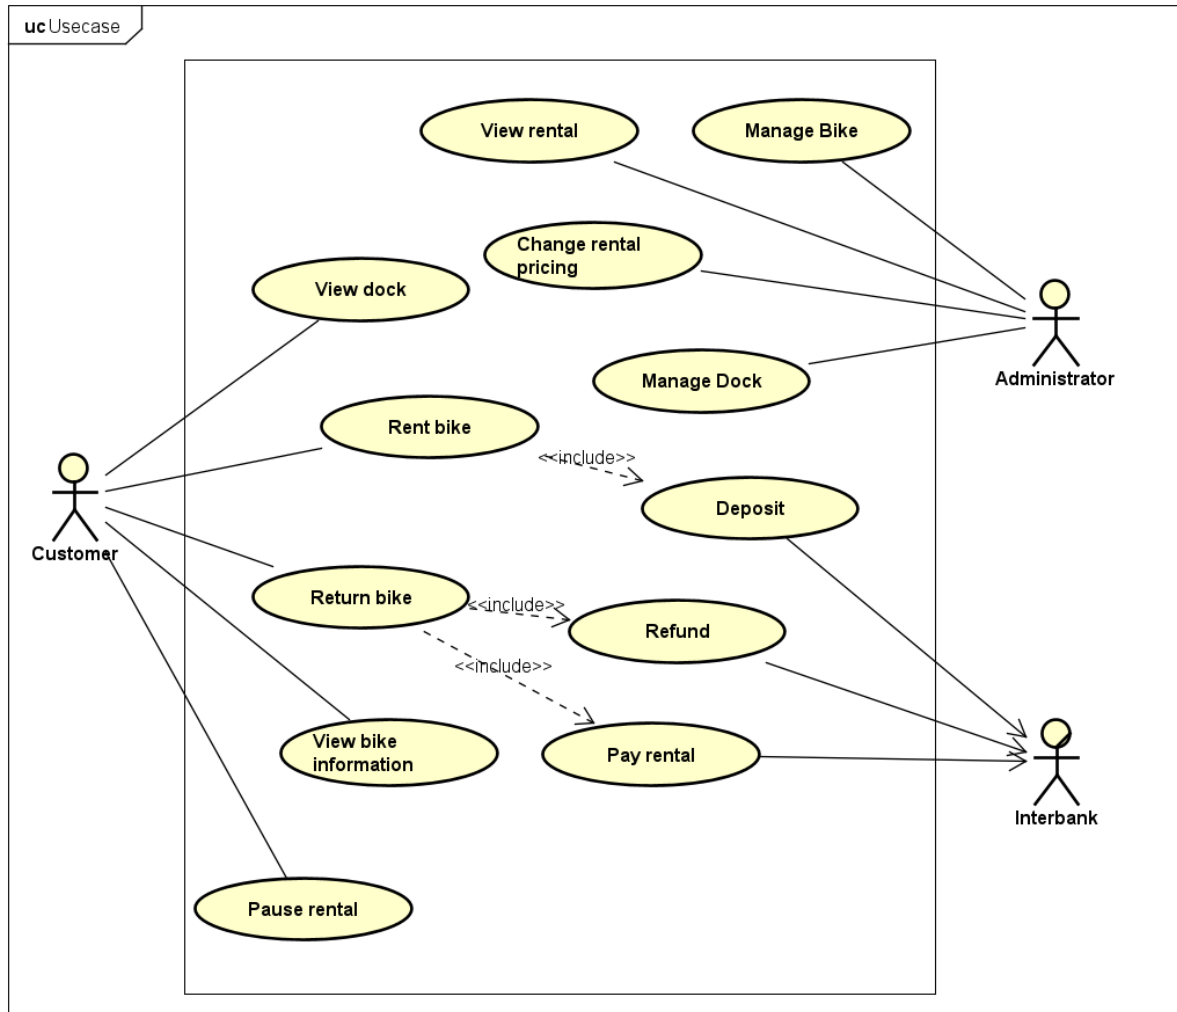 uc Usecase
View rental
Manage Bike
Change rental
pricing
View dock
Administrator
Manage Dock
Rent bike
<<include>>
Deposit
Customer
Return bike
<<include>>
Refund
<<include>>
View bike
information
Pay rental
Interbank
Pause rental